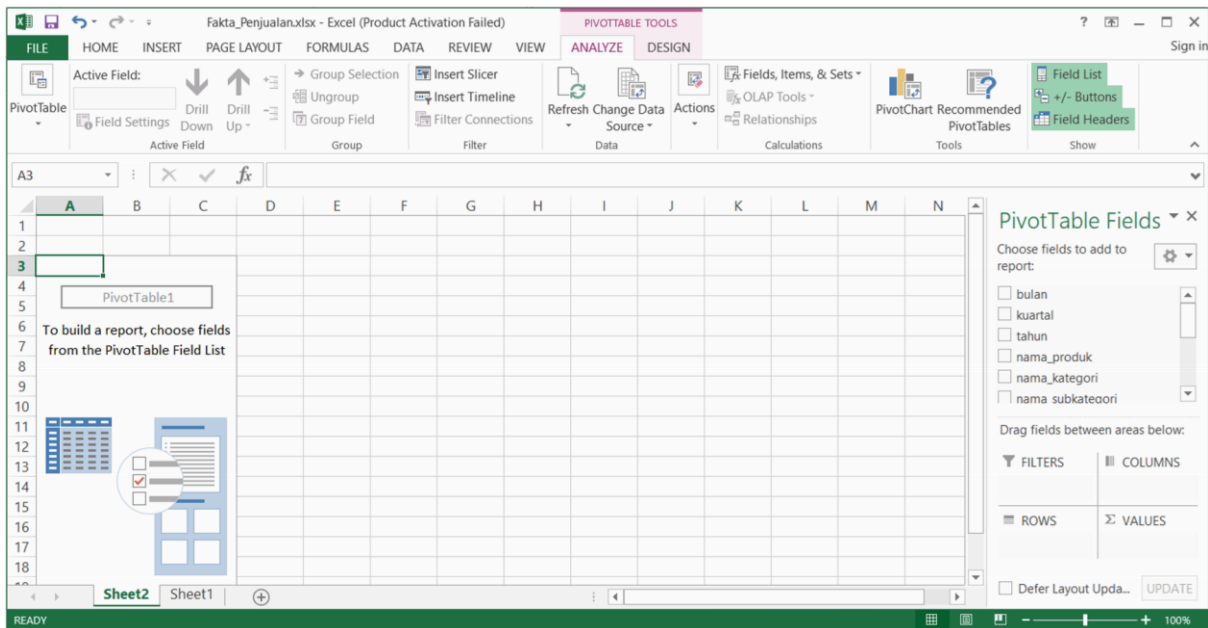 Fakta_Penjualan.xlsx - Excel (Product Activation Failed)
PIVOTTABLE TOOLS
?
FILE HOME INSERT PAGE LAYOUT FORMULAS DATA REVIEW VIEW ANALYZE DESIGN Sign in
PivotTable
Active Field:
Field Settings
Drill Down
Drill Up
Active Field
Group Selection
Ungroup
Group Field
Group
Insert Slicer
Insert Timeline
Filter Connections
Filter
Refresh
Change Data
Source
Data
Actions
Fields, Items, & Sets
OLAP Tools
Relationships
Calculations
PivotChart
Recommended
PivotTables
Tools
Field List
+/- Buttons
Field Headers
Show
A3
fx
A B C D E F G H I J K L M N
1
2
3
4
5
6
7
8
9
10
11
12
13
14
15
16
17
18
PivotTable1
To build a report, choose fields
from the PivotTable Field List
PivotTable Fields
Choose fields to add to
report:
bulan
kuartal
tahun
nama_produk
nama_kategori
nama_subkategori
Drag fields between areas below:
FILTERS
COLUMNS
ROWS
Σ VALUES
Defer Layout Upda... UPDATE
Sheet2 Sheet1
READY
100%